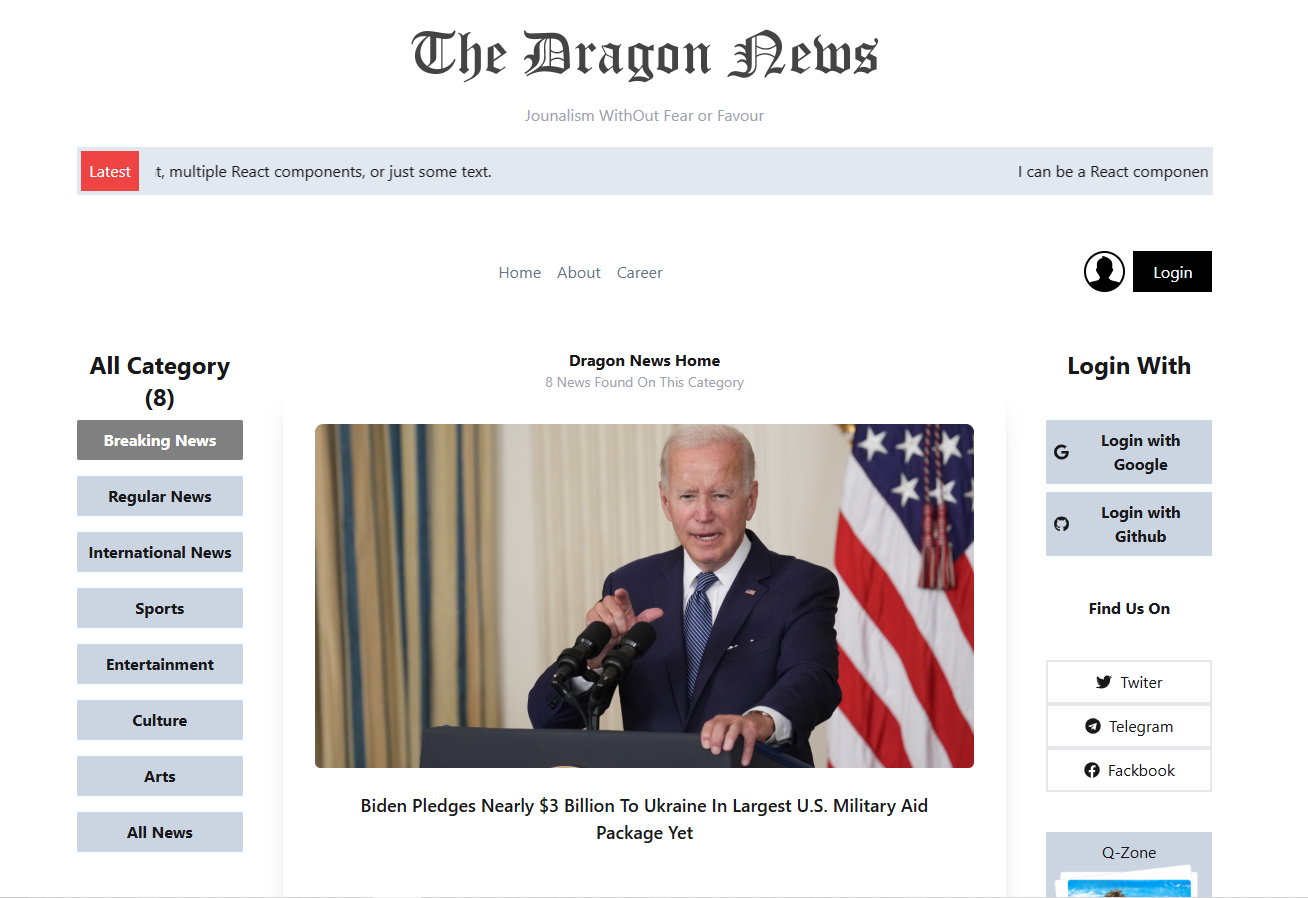 The Dragon News
Jounalism WithOut Fear or Favour
Latest t, multiple React components, or just some text. I can be a React componen
Home About Career Login
All Category
(8)
Breaking News
Regular News
International News
Sports
Entertainment
Culture
Arts
All News
Dragon News Home
8 News Found On This Category
Biden Pledges Nearly $3 Billion To Ukraine In Largest U.S. Military Aid
Package Yet
Login With
Login with
Google
Login with
Github
Find Us On
Twiter
Telegram
Fackbook
Q-Zone